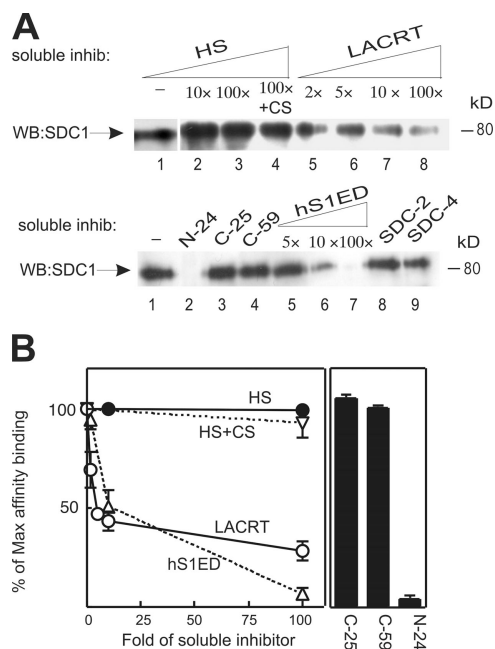 A
soluble inhib: HS LACRT
− 10× 100× 100× +CS 2× 5× 10× 100× kD
WB:SDC1 80
1 2 3 4 5 6 7 8
soluble inhib: − N-24 C-25 C-59 hS1ED SDC-2 SDC-4
5× 10×100× kD
WB:SDC1 80
1 2 3 4 5 6 7 8 9
B
% of Max affinity binding
100
50
HS
HS+CS
LACRT
hS1ED
0 25 50 75 100
Fold of soluble inhibitor
C-25 C-59 N-24